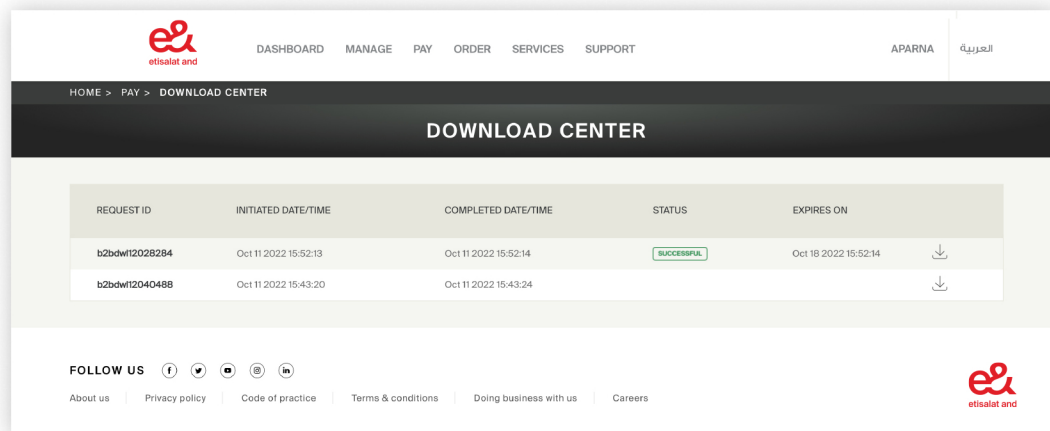 e&
etisalat and
DASHBOARD MANAGE PAY ORDER SERVICES SUPPORT APARNA العربية
HOME > PAY > DOWNLOAD CENTER
DOWNLOAD CENTER
REQUEST ID INITIATED DATE/TIME COMPLETED DATE/TIME STATUS EXPIRES ON
b2bdwl12028284 Oct 11 2022 15:52:13 Oct 11 2022 15:52:14 SUCCESSFUL Oct 18 2022 15:52:14
b2bdwl12040488 Oct 11 2022 15:43:20 Oct 11 2022 15:43:24
FOLLOW US
About us Privacy policy Code of practice Terms & conditions Doing business with us Careers
e&
etisalat and